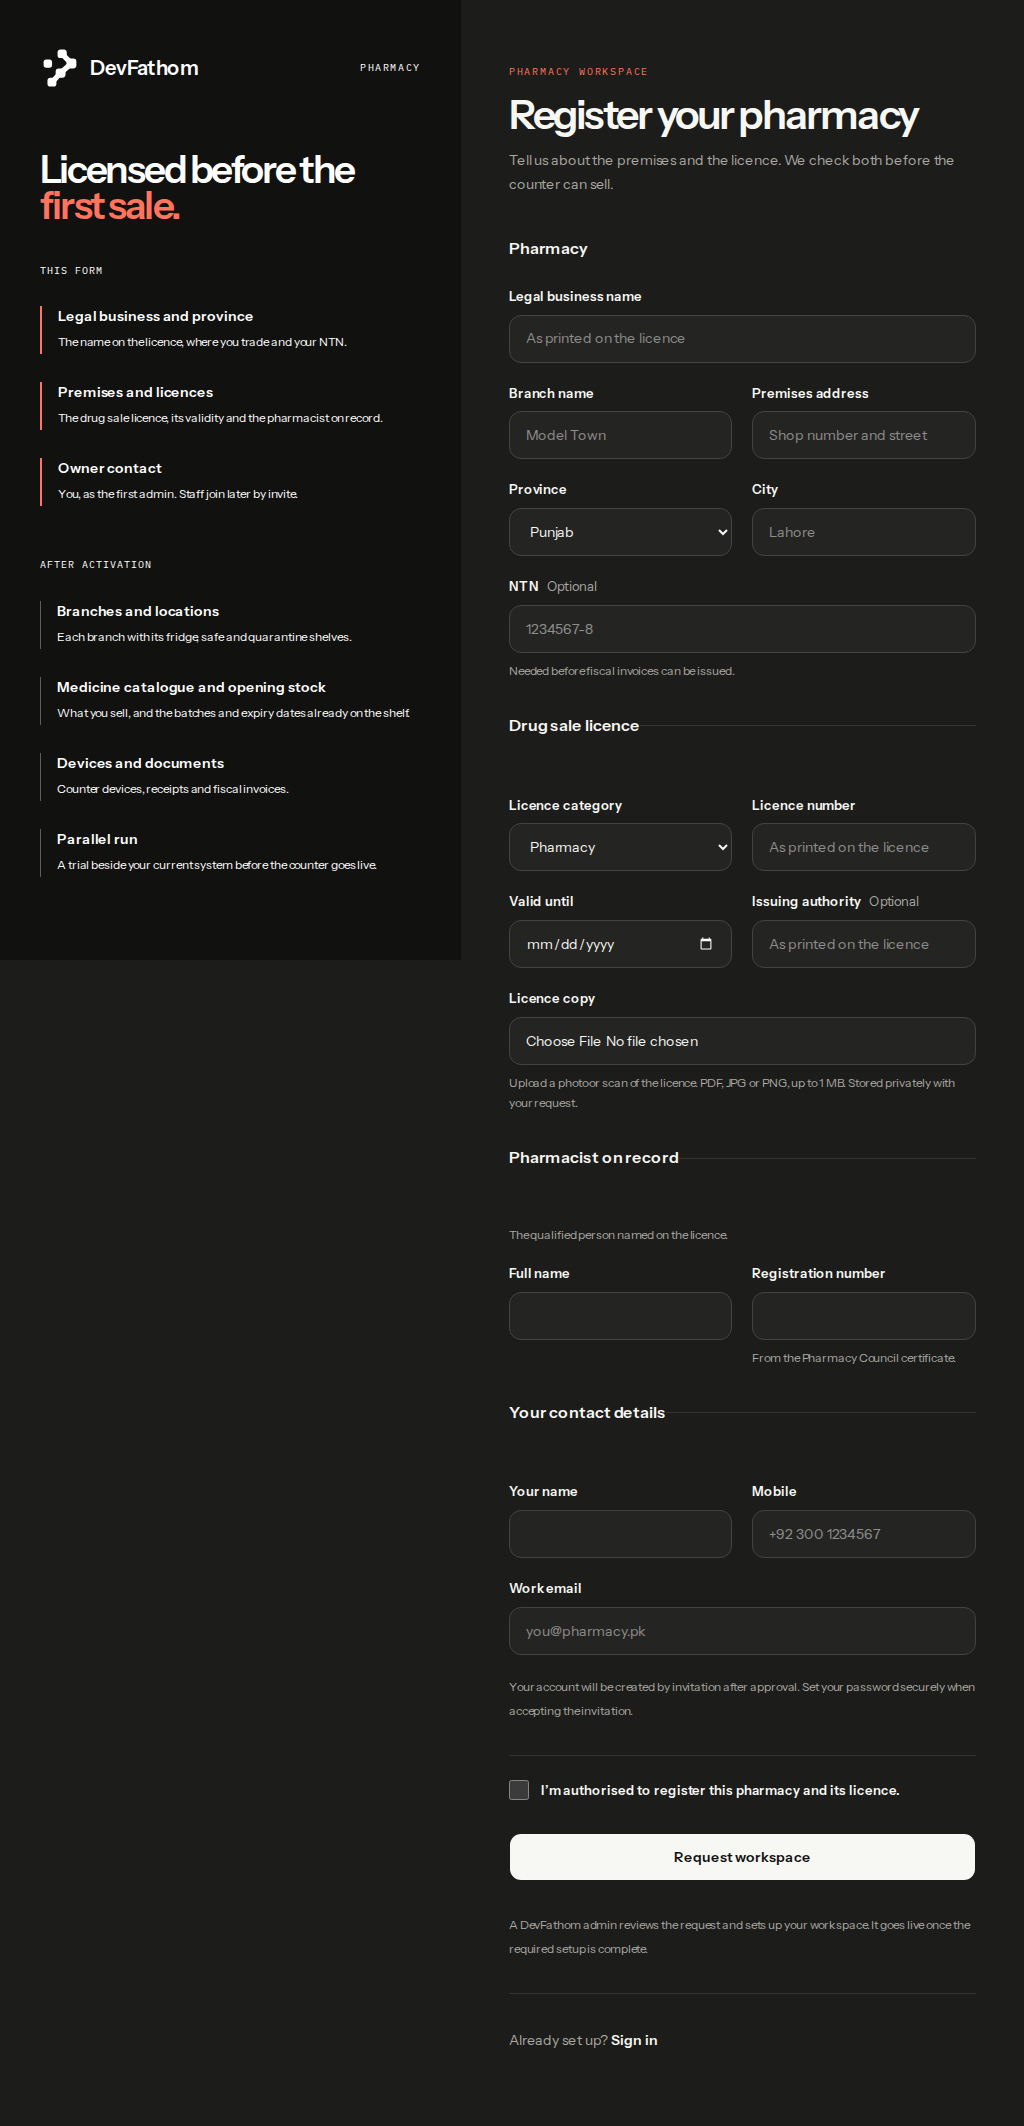 DevFathom
PHARMACY
Licensed before the
first sale.
THIS FORM
Legal business and province
The name on the licence, where you trade and your NTN.
Premises and licences
The drug sale licence, its validity and the pharmacist on record.
Owner contact
You, as the first admin. Staff join later by invite.
AFTER ACTIVATION
Branches and locations
Each branch with its fridge, safe and quarantine shelves.
Medicine catalogue and opening stock
What you sell, and the batches and expiry dates already on the shelf.
Devices and documents
Counter devices, receipts and fiscal invoices.
Parallel run
A trial beside your current system before the counter goes live.
PHARMACY WORKSPACE
Register your pharmacy
Tell us about the premises and the licence. We check both before the
counter can sell.
Pharmacy
Legal business name
As printed on the licence
Branch name Premises address
Model Town Shop number and street
Province City
Punjab Lahore
NTN Optional
1234567-8
Needed before fiscal invoices can be issued.
Drug sale licence
Licence category Licence number
Pharmacy As printed on the licence
Valid until Issuing authority Optional
mm/dd/yyyy As printed on the licence
Licence copy
Choose File No file chosen
Upload a photo or scan of the licence. PDF, JPG or PNG, up to 1 MB. Stored privately with
your request.
Pharmacist on record
The qualified person named on the licence.
Full name Registration number
From the Pharmacy Council certificate.
Your contact details
Your name Mobile
+92 300 1234567
Work email
you@pharmacy.pk
Your account will be created by invitation after approval. Set your password securely when
accepting the invitation.
I'm authorised to register this pharmacy and its licence.
Request workspace
A DevFathom admin reviews the request and sets up your workspace. It goes live once the
required setup is complete.
Already set up? Sign in